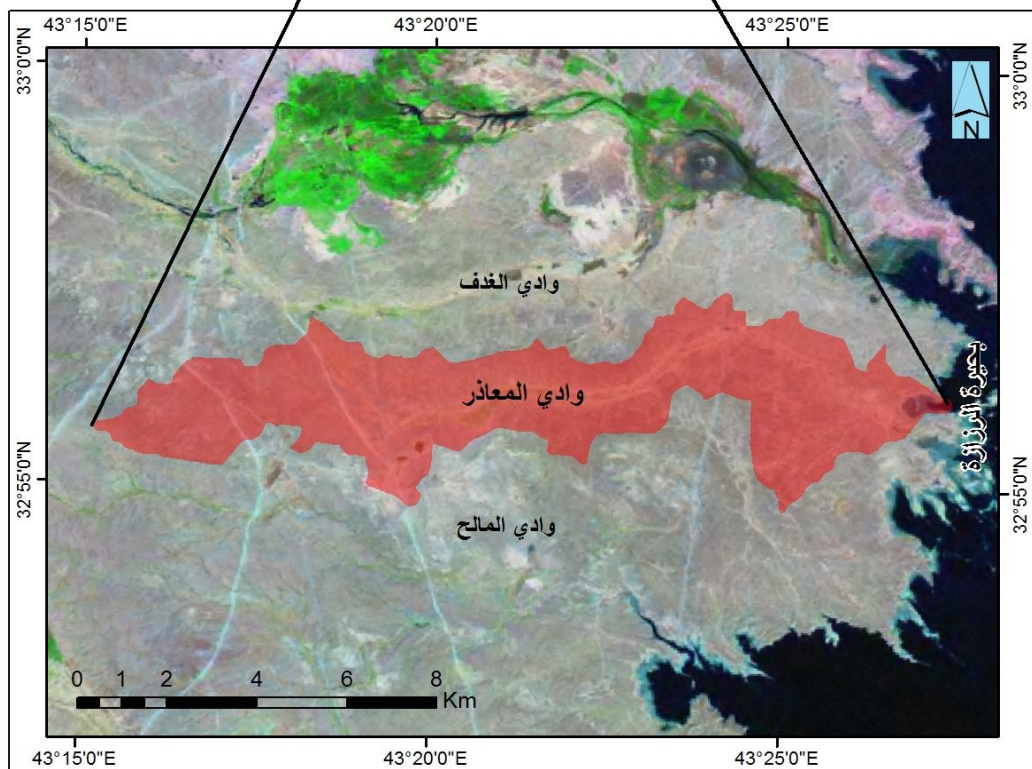 43°15'0"E 43°20'0"E 43°25'0"E
33°0'0"N 33°0'0"N
N
وادي الغدف
وادي المعاذر
بحيرة الرزازة
32°55'0"N 32°55'0"N
وادي المالح
0 1 2 4 6 8
Km
43°15'0"E 43°20'0"E 43°25'0"E